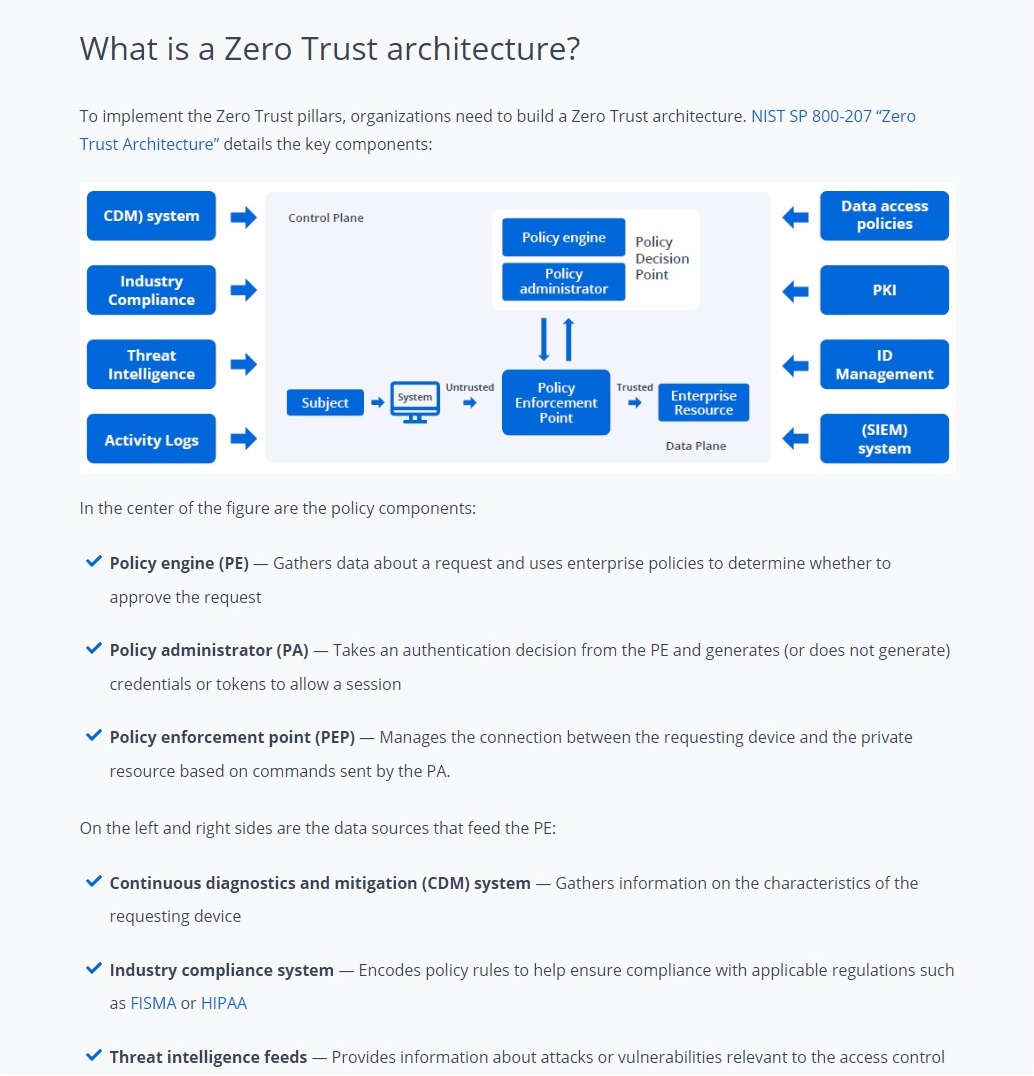 What is a Zero Trust architecture?
To implement the Zero Trust pillars, organizations need to build a Zero Trust architecture. NIST SP 800-207 “Zero
Trust Architecture” details the key components:
CDM) system
Industry
Compliance
Threat
Intelligence
Activity Logs
Control Plane
Policy engine
Policy
administrator
Policy
Decision
Point
Subject
System
Untrusted
Policy
Enforcement
Point
Trusted
Enterprise
Resource
Data Plane
Data access
policies
PKI
ID
Management
(SIEM)
system
In the center of the figure are the policy components:
Policy engine (PE) — Gathers data about a request and uses enterprise policies to determine whether to
approve the request
Policy administrator (PA) — Takes an authentication decision from the PE and generates (or does not generate)
credentials or tokens to allow a session
Policy enforcement point (PEP) — Manages the connection between the requesting device and the private
resource based on commands sent by the PA.
On the left and right sides are the data sources that feed the PE:
Continuous diagnostics and mitigation (CDM) system — Gathers information on the characteristics of the
requesting device
Industry compliance system — Encodes policy rules to help ensure compliance with applicable regulations such
as FISMA or HIPAA
Threat intelligence feeds — Provides information about attacks or vulnerabilities relevant to the access control